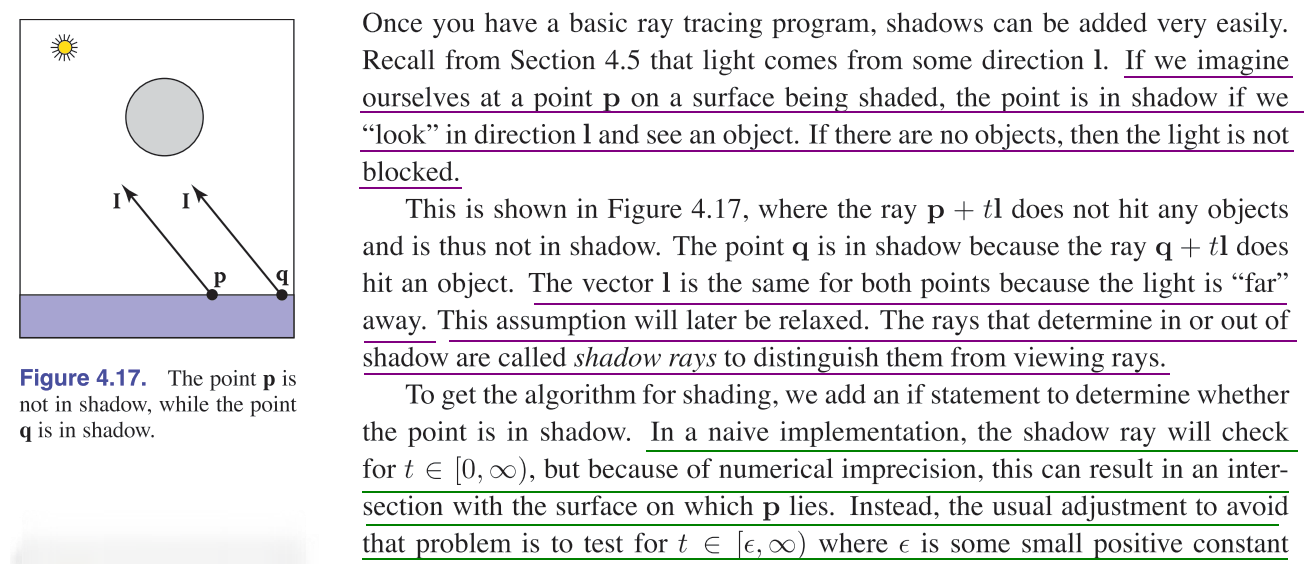 I
I
p
q
Figure 4.17. The point p is
not in shadow, while the point
q is in shadow.
Once you have a basic ray tracing program, shadows can be added very easily.
Recall from Section 4.5 that light comes from some direction l. If we imagine
ourselves at a point p on a surface being shaded, the point is in shadow if we
“look” in direction l and see an object. If there are no objects, then the light is not
blocked.
This is shown in Figure 4.17, where the ray p + tl does not hit any objects
and is thus not in shadow. The point q is in shadow because the ray q + tl does
hit an object. The vector l is the same for both points because the light is “far”
away. This assumption will later be relaxed. The rays that determine in or out of
shadow are called shadow rays to distinguish them from viewing rays.
To get the algorithm for shading, we add an if statement to determine whether
the point is in shadow. In a naive implementation, the shadow ray will check
for t ∈ [0, ∞), but because of numerical imprecision, this can result in an inter-
section with the surface on which p lies. Instead, the usual adjustment to avoid
that problem is to test for t ∈ [ϵ, ∞) where ϵ is some small positive constant